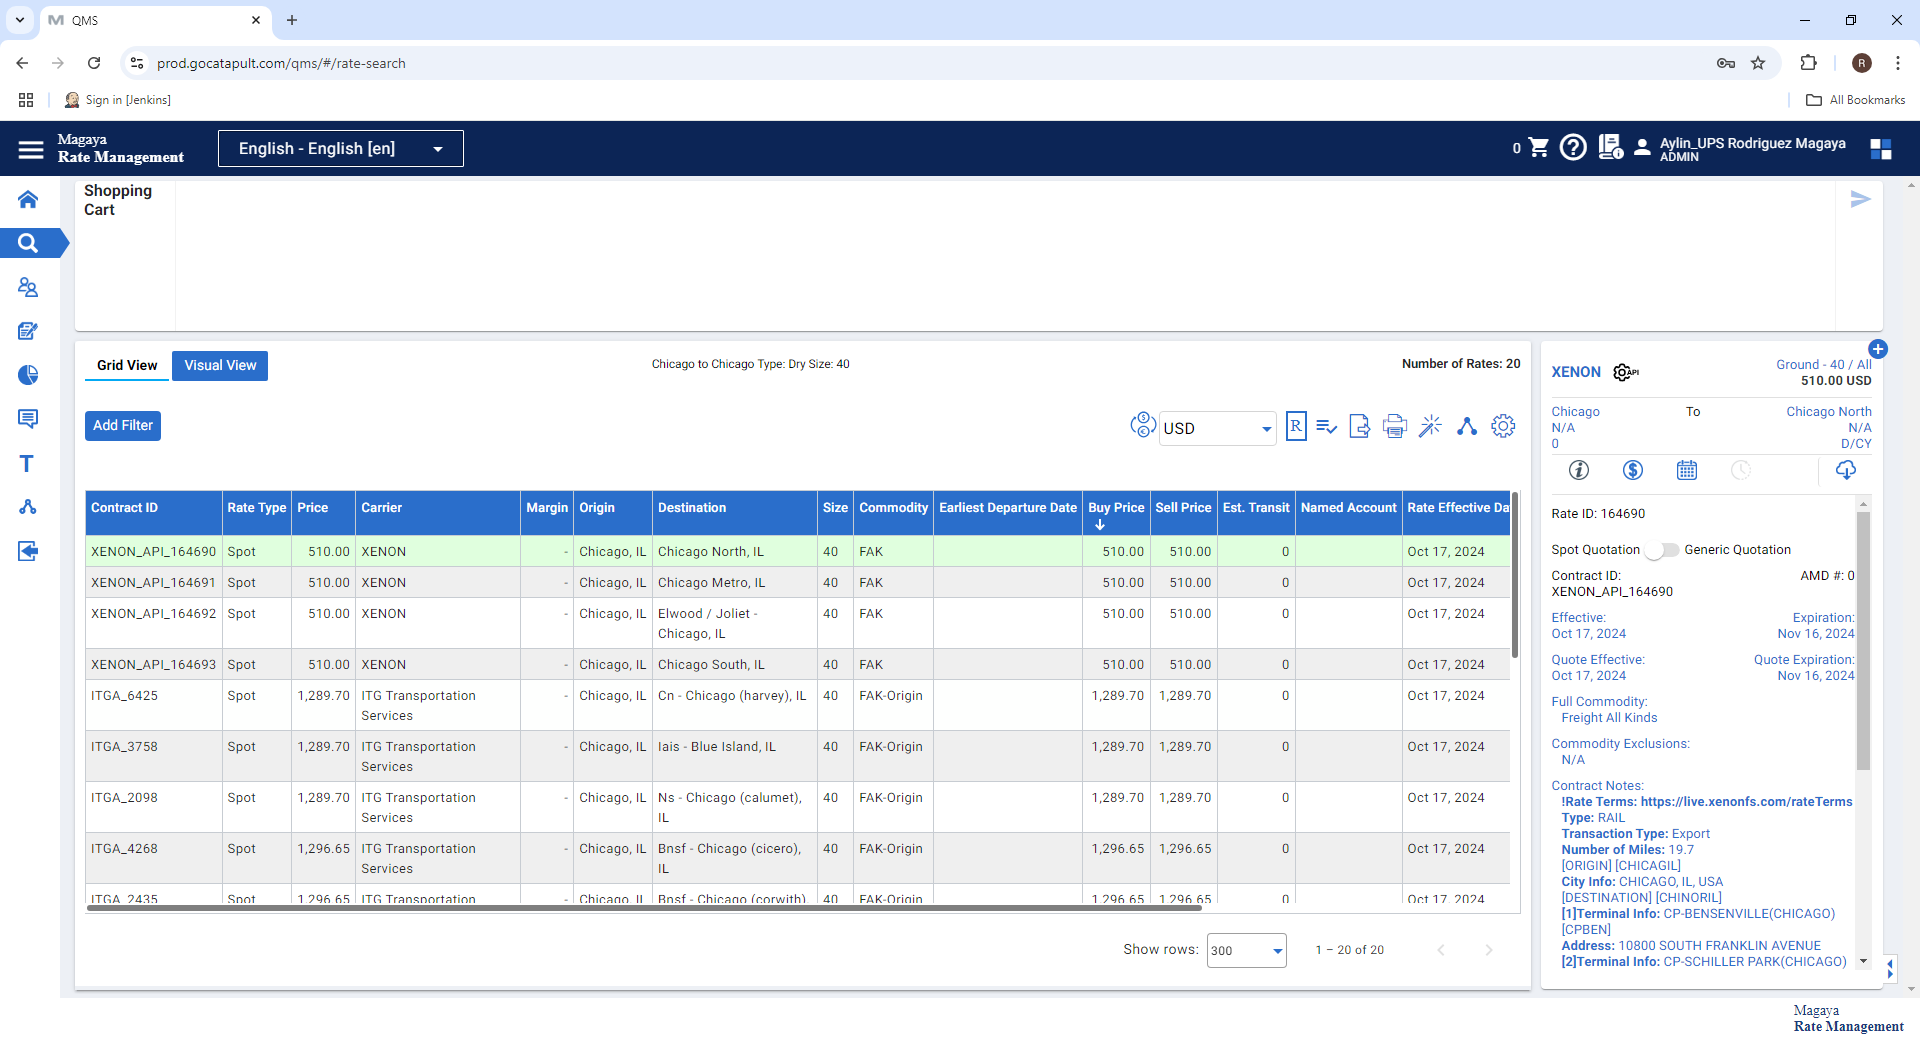 QMS
prod.gocatapult.com/qms/#/rate-search
R
Sign in [Jenkins]
All Bookmarks
Magaya
Rate Management
English - English [en]
0
Aylin_UPS Rodriguez Magaya
ADMIN
Shopping
Cart
Grid View
Visual View
Chicago to Chicago Type: Dry Size: 40
Number of Rates: 20
Add Filter
USD
R
Contract ID Rate Type Price Carrier Margin Origin Destination Size Commodity Earliest Departure Date Buy Price Sell Price Est. Transit Named Account Rate Effective Da
XENON_API_164690 Spot 510.00 XENON - Chicago, IL Chicago North, IL 40 FAK 510.00 510.00 0 Oct 17, 2024
XENON_API_164691 Spot 510.00 XENON - Chicago, IL Chicago Metro, IL 40 FAK 510.00 510.00 0 Oct 17, 2024
XENON_API_164692 Spot 510.00 XENON - Chicago, IL Elwood / Joliet - 40 FAK 510.00 510.00 0 Oct 17, 2024
Chicago, IL
XENON_API_164693 Spot 510.00 XENON - Chicago, IL Chicago South, IL 40 FAK 510.00 510.00 0 Oct 17, 2024
ITGA_6425 Spot 1,289.70 ITG Transportation - Chicago, IL Cn - Chicago (harvey), IL 40 FAK-Origin 1,289.70 1,289.70 0 Oct 17, 2024
Services
ITGA_3758 Spot 1,289.70 ITG Transportation - Chicago, IL Iais - Blue Island, IL 40 FAK-Origin 1,289.70 1,289.70 0 Oct 17, 2024
Services
ITGA_2098 Spot 1,289.70 ITG Transportation - Chicago, IL Ns - Chicago (calumet), 40 FAK-Origin 1,289.70 1,289.70 0 Oct 17, 2024
Services IL
ITGA_4268 Spot 1,296.65 ITG Transportation - Chicago, IL Bnsf - Chicago (cicero), 40 FAK-Origin 1,296.65 1,296.65 0 Oct 17, 2024
Services IL
ITGA_2435 Spot 1,296.65 ITG Transportation - Chicago, IL Bnsf - Chicago (corwith), 40 FAK-Origin 1,296.65 1,296.65 0 Oct 17, 2024
Show rows: 300 1 – 20 of 20
XENON API
Ground - 40 / All
510.00 USD
Chicago To Chicago North
N/A N/A
0 D/CY
Rate ID: 164690
Spot Quotation Generic Quotation
Contract ID: AMD #: 0
XENON_API_164690
Effective: Expiration:
Oct 17, 2024 Nov 16, 2024
Quote Effective: Quote Expiration:
Oct 17, 2024 Nov 16, 2024
Full Commodity:
Freight All Kinds
Commodity Exclusions:
N/A
Contract Notes:
!Rate Terms: https://live.xenonfs.com/rateTerms
Type: RAIL
Transaction Type: Export
Number of Miles: 19.7
[ORIGIN] [CHICAGIL]
City Info: CHICAGO, IL, USA
[DESTINATION] [CHINORIL]
[1]Terminal Info: CP-BENSENVILLE(CHICAGO)
[CPBEN]
Address: 10800 SOUTH FRANKLIN AVENUE
[2]Terminal Info: CP-SCHILLER PARK(CHICAGO)
Magaya
Rate Management